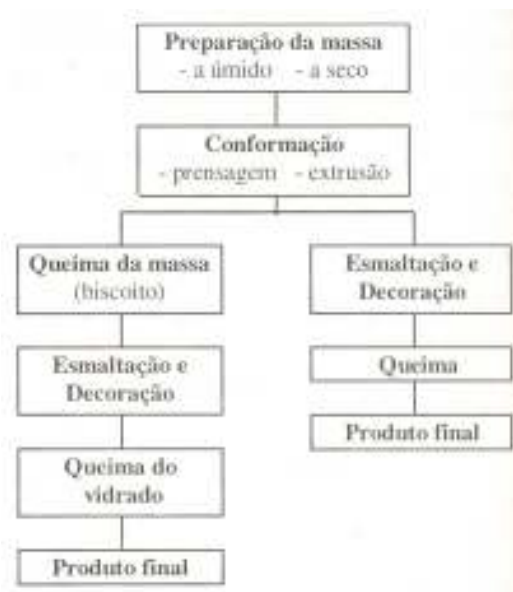 Preparação da massa
- a úmido - a seco
Conformação
- prensagem - extrusão
Queima da massa
(biscoito)
Esmaltação e
Decoração
Queima do
vidrado
Produto final
Esmaltação e
Decoração
Queima
Produto final